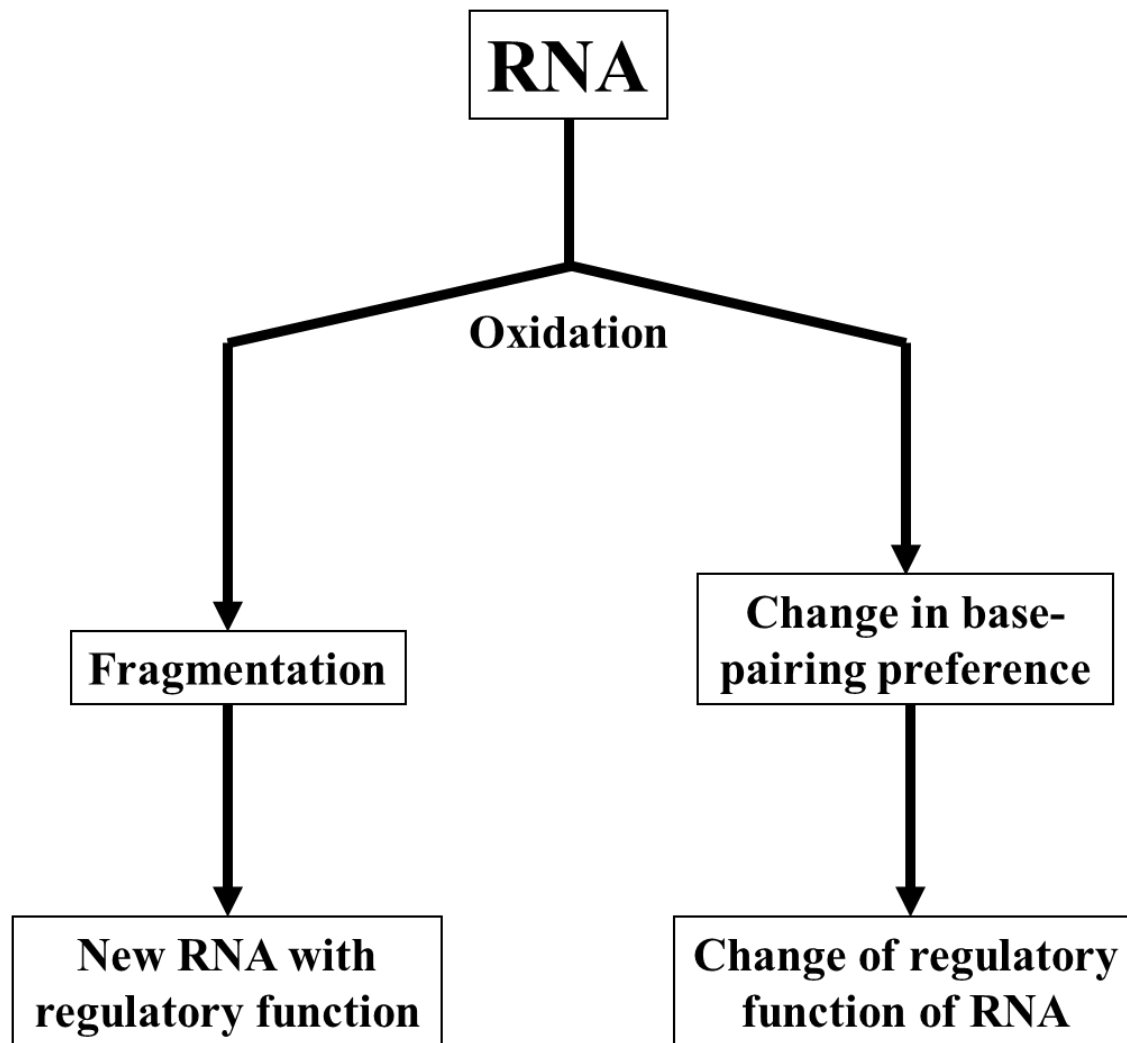 RNA
Oxidation
Fragmentation
Change in base-
pairing preference
New RNA with
regulatory function
Change of regulatory
function of RNA